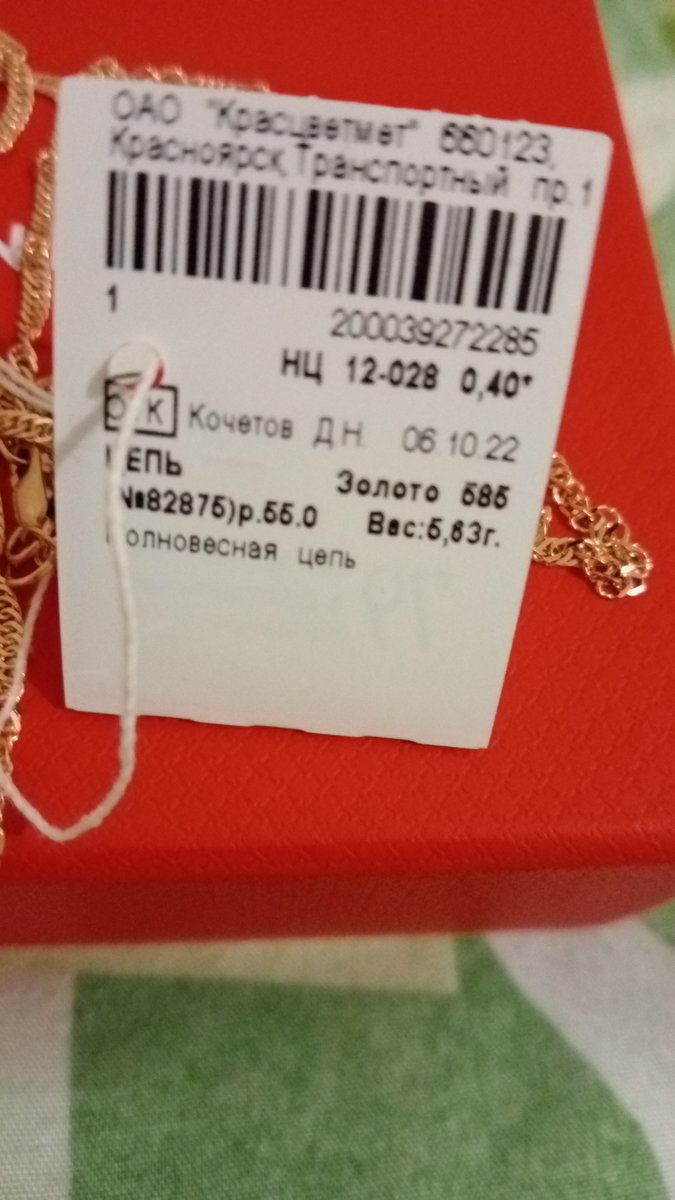 ОАО "Красцветмет" 660123,
Красноярск, Транспортный пр.1
1
200039272285
НЦ 12-028 0,40*
Кочетов Д.Н. 06.10.22
ЦЕПЬ Золото 585
№82875)р.55.0 Вес:5,63г.
Полновесная цепь